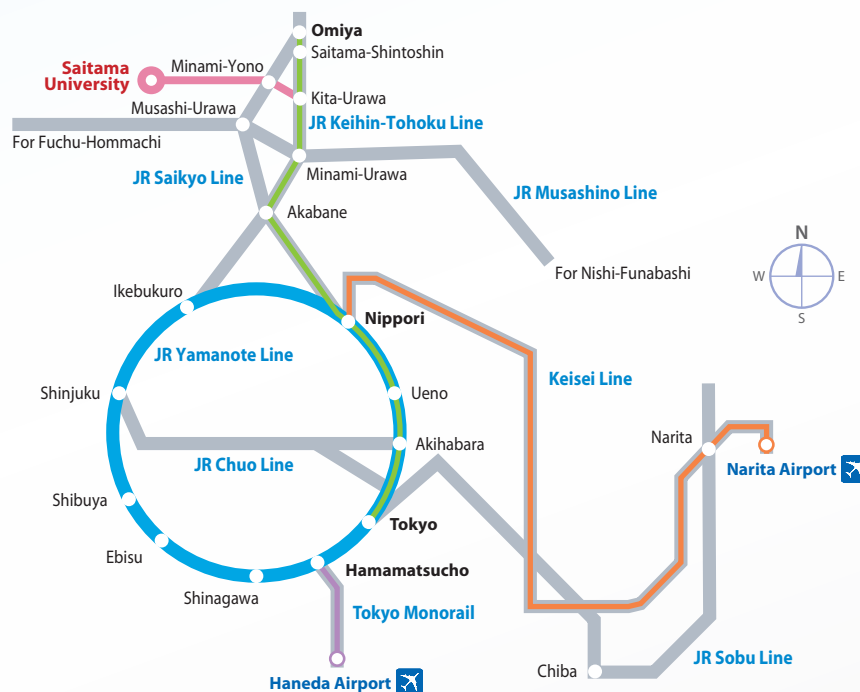 Omiya
Saitama-Shintoshin
Minami-Yono
Saitama
University
Kita-Urawa
Musashi-Urawa
JR Keihin-Tohoku Line
For Fuchu-Hommachi
Minami-Urawa
JR Saikyo Line
JR Musashino Line
Akabane
N
W
E
S
For Nishi-Funabashi
Ikebukuro
Nippori
JR Yamanote Line
Keisei Line
Shinjuku
Ueno
Akihabara
Narita
JR Chuo Line
Narita Airport
Shibuya
Tokyo
Ebisu
Hamamatsucho
Shinagawa
Tokyo Monorail
JR Sobu Line
Chiba
Haneda Airport